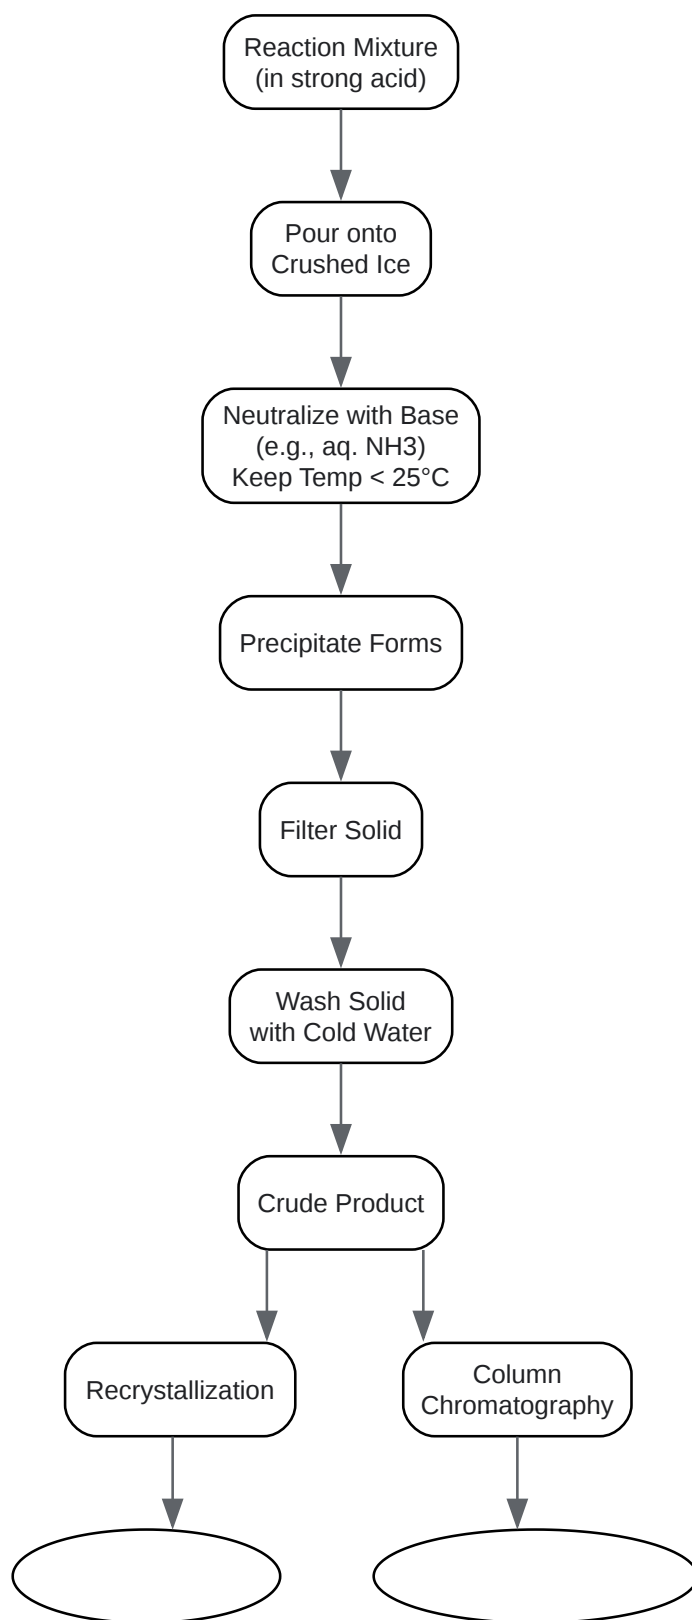 Reaction Mixture
(in strong acid)
Pour onto
Crushed Ice
Neutralize with Base
(e.g., aq. NH3)
Keep Temp < 25°C
Precipitate Forms
Filter Solid
Wash Solid
with Cold Water
Crude Product
Recrystallization
Column
Chromatography